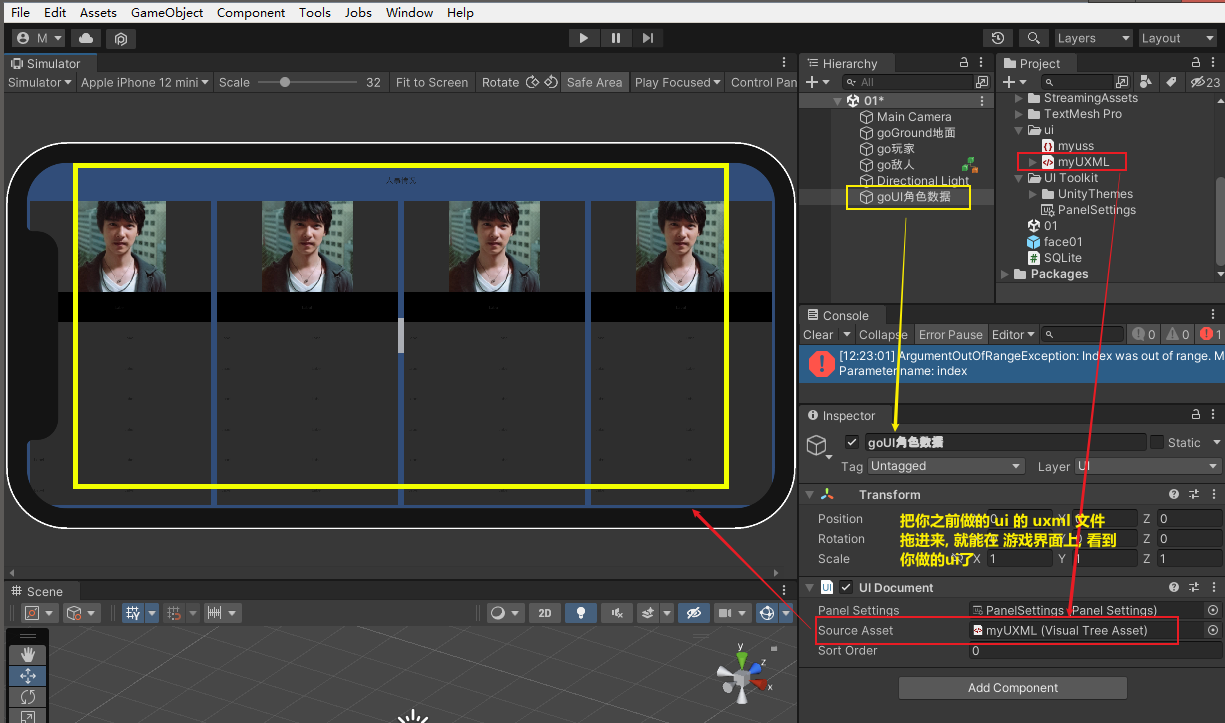 File Edit Assets GameObject Component Tools Jobs Window Help
M
Layers Layout
Simulator
Simulator Apple iPhone 12 mini Scale 32 Fit to Screen Rotate Safe Area Play Focused Control Pan
Hierarchy
All
01*
Main Camera
goGround地面
go玩家
go敌人
Directional Light
goUI角色数据
Project
23
StreamingAssets
TextMesh Pro
ui
myuss
myUXML
UI Toolkit
UnityThemes
PanelSettings
01
face01
SQLite
Packages
Console
Clear Collapse Error Pause Editor 0 0 1
[12:23:01] ArgumentOutOfRangeException: Index was out of range. M
Parameter name: index
Inspector
goUI角色数据 Static
Tag Untagged Layer UI
Transform
Position X 0 Y 0 Z 0
Rotation Z 0
Scale X 1 Y 1 Z 1
把你之前做的 ui 的 uxml 文件
拖进来, 就能在 游戏界面上, 看到
你做的ui了
UI Document
Panel Settings PanelSettings (Panel Settings)
Source Asset myUXML (Visual Tree Asset)
Sort Order 0
Add Component
Scene
2D
y
z
x